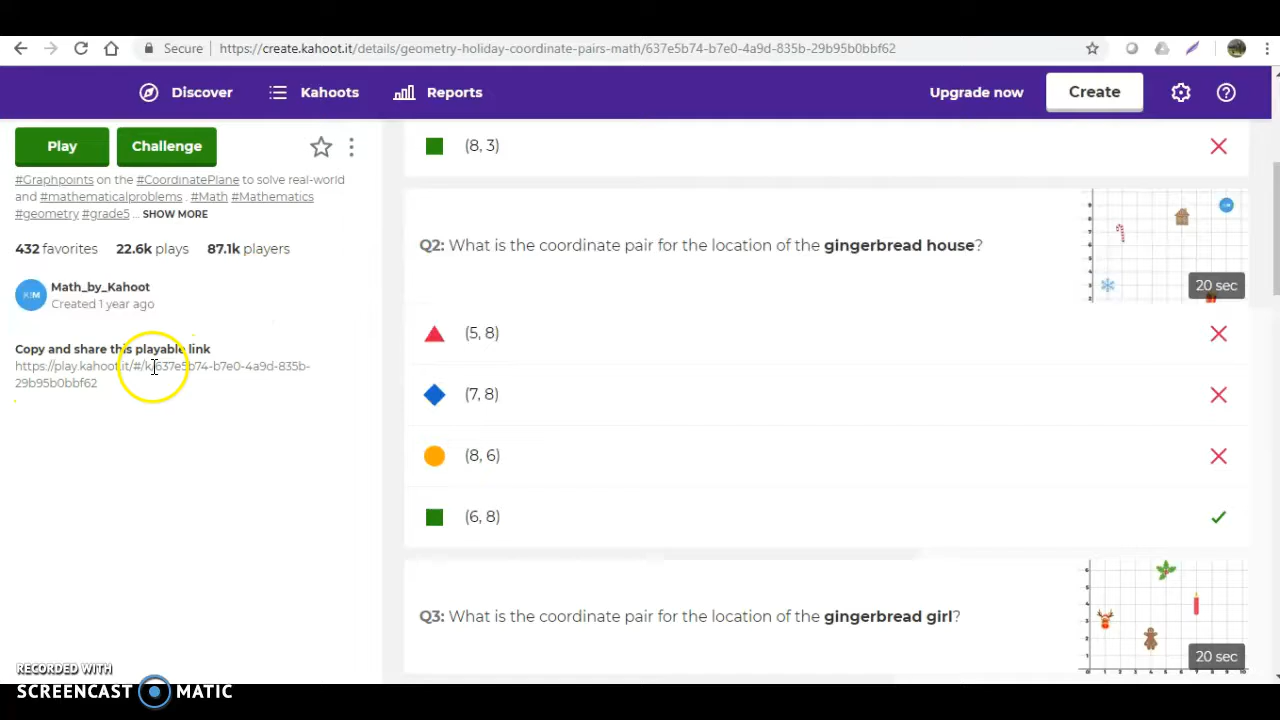 Secure
https://create.kahoot.it/details/geometry-holiday-coordinate-pairs-math/637e5b74-b7e0-4a9d-835b-29b95b0bbf62
Discover
Kahoots
Reports
Upgrade now
Create
Play
Challenge
#Graphpoints on the #CoordinatePlane to solve real-world
and #mathematicalproblems . #Math #Mathematics
#geometry #grade5 ... SHOW MORE
432 favorites 22.6k plays 87.1k players
K!M
Math_by_Kahoot
Created 1 year ago
Copy and share this playable link
https://play.kahoot.it/#/k/637e5b74-b7e0-4a9d-835b-
29b95b0bbf62
(8, 3)
Q2: What is the coordinate pair for the location of the gingerbread house?
20 sec
(5, 8)
(7, 8)
(8, 6)
(6, 8)
Q3: What is the coordinate pair for the location of the gingerbread girl?
20 sec
RECORDED WITH
SCREENCAST MATIC